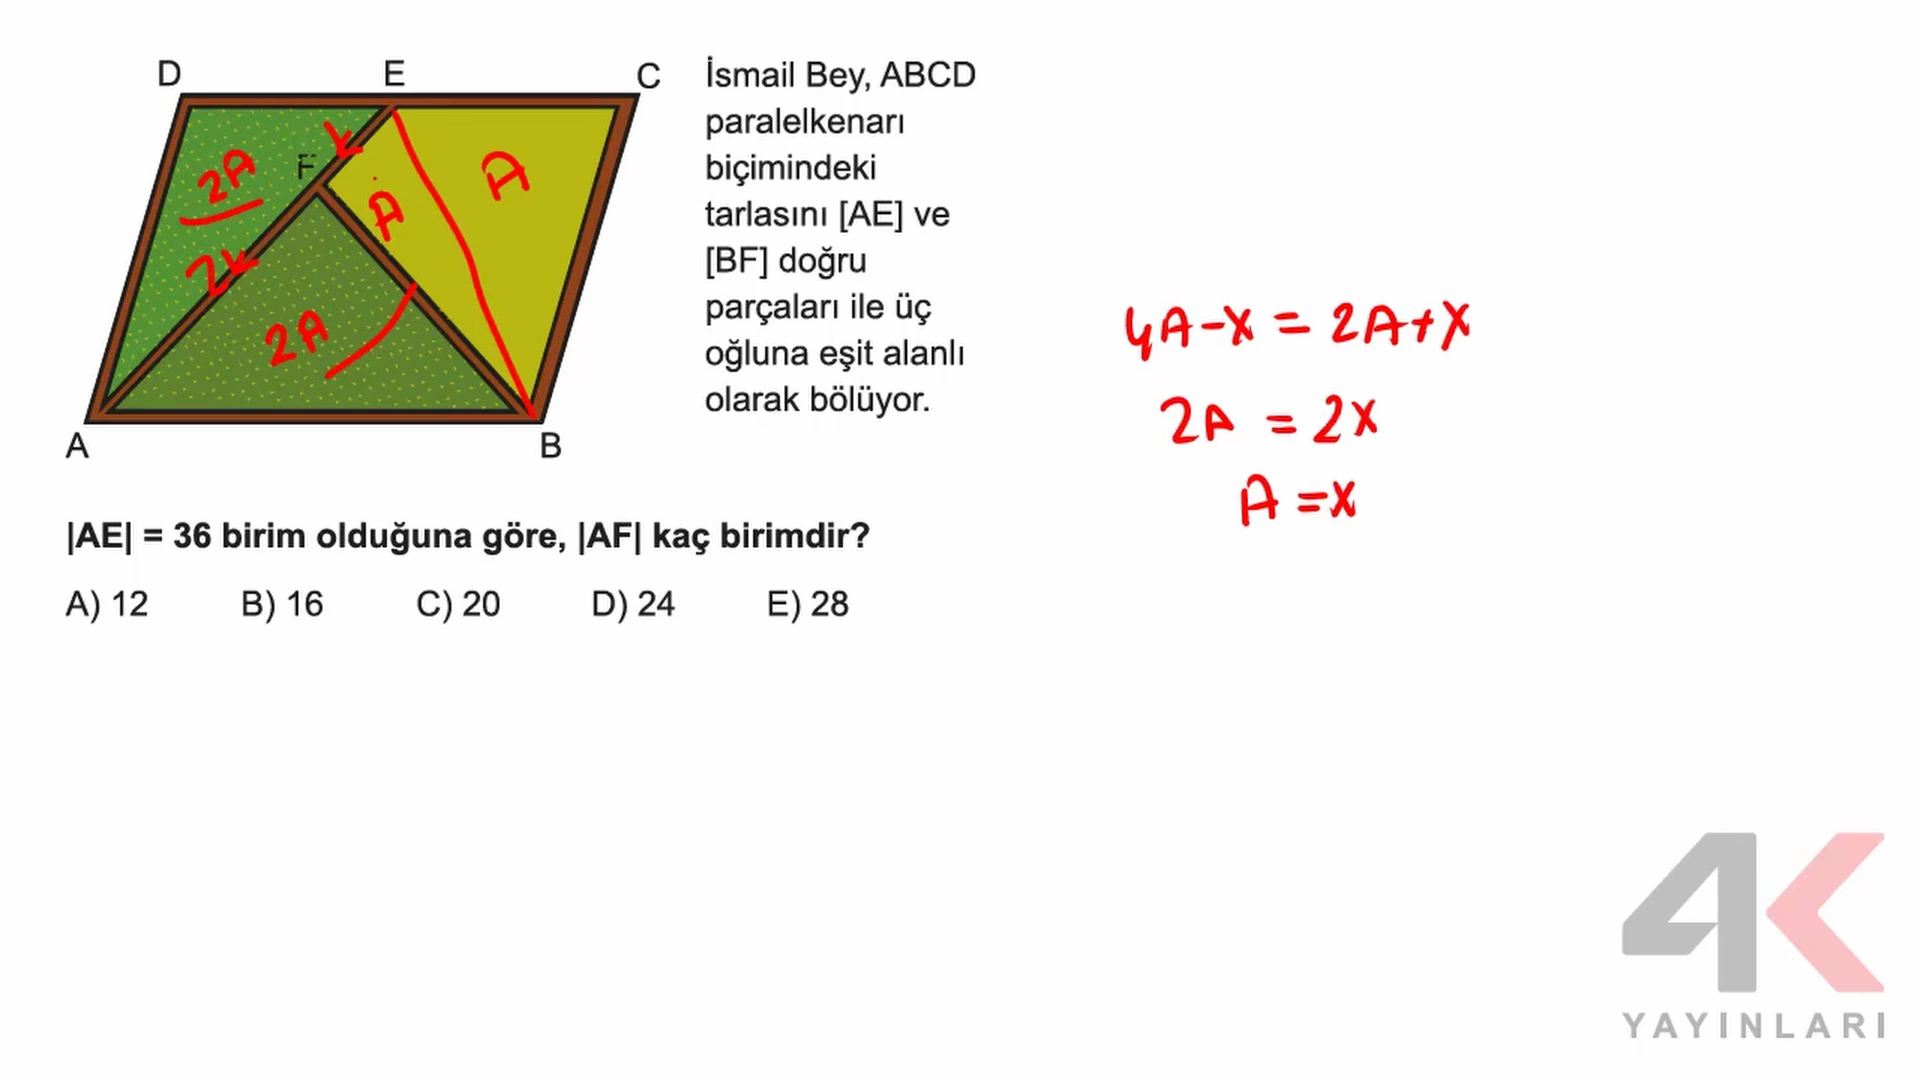 D E C
F
2A
k
A
A
2k
2A
A B
İsmail Bey, ABCD
paralelkenarı
biçimindeki
tarlasını [AE] ve
[BF] doğru
parçaları ile üç
oğluna eşit alanlı
olarak bölüyor.
4A-x = 2A+x
2A = 2x
A = x
|AE| = 36 birim olduğuna göre, |AF| kaç birimdir?
A) 12 B) 16 C) 20 D) 24 E) 28
4K
YAYINLARI